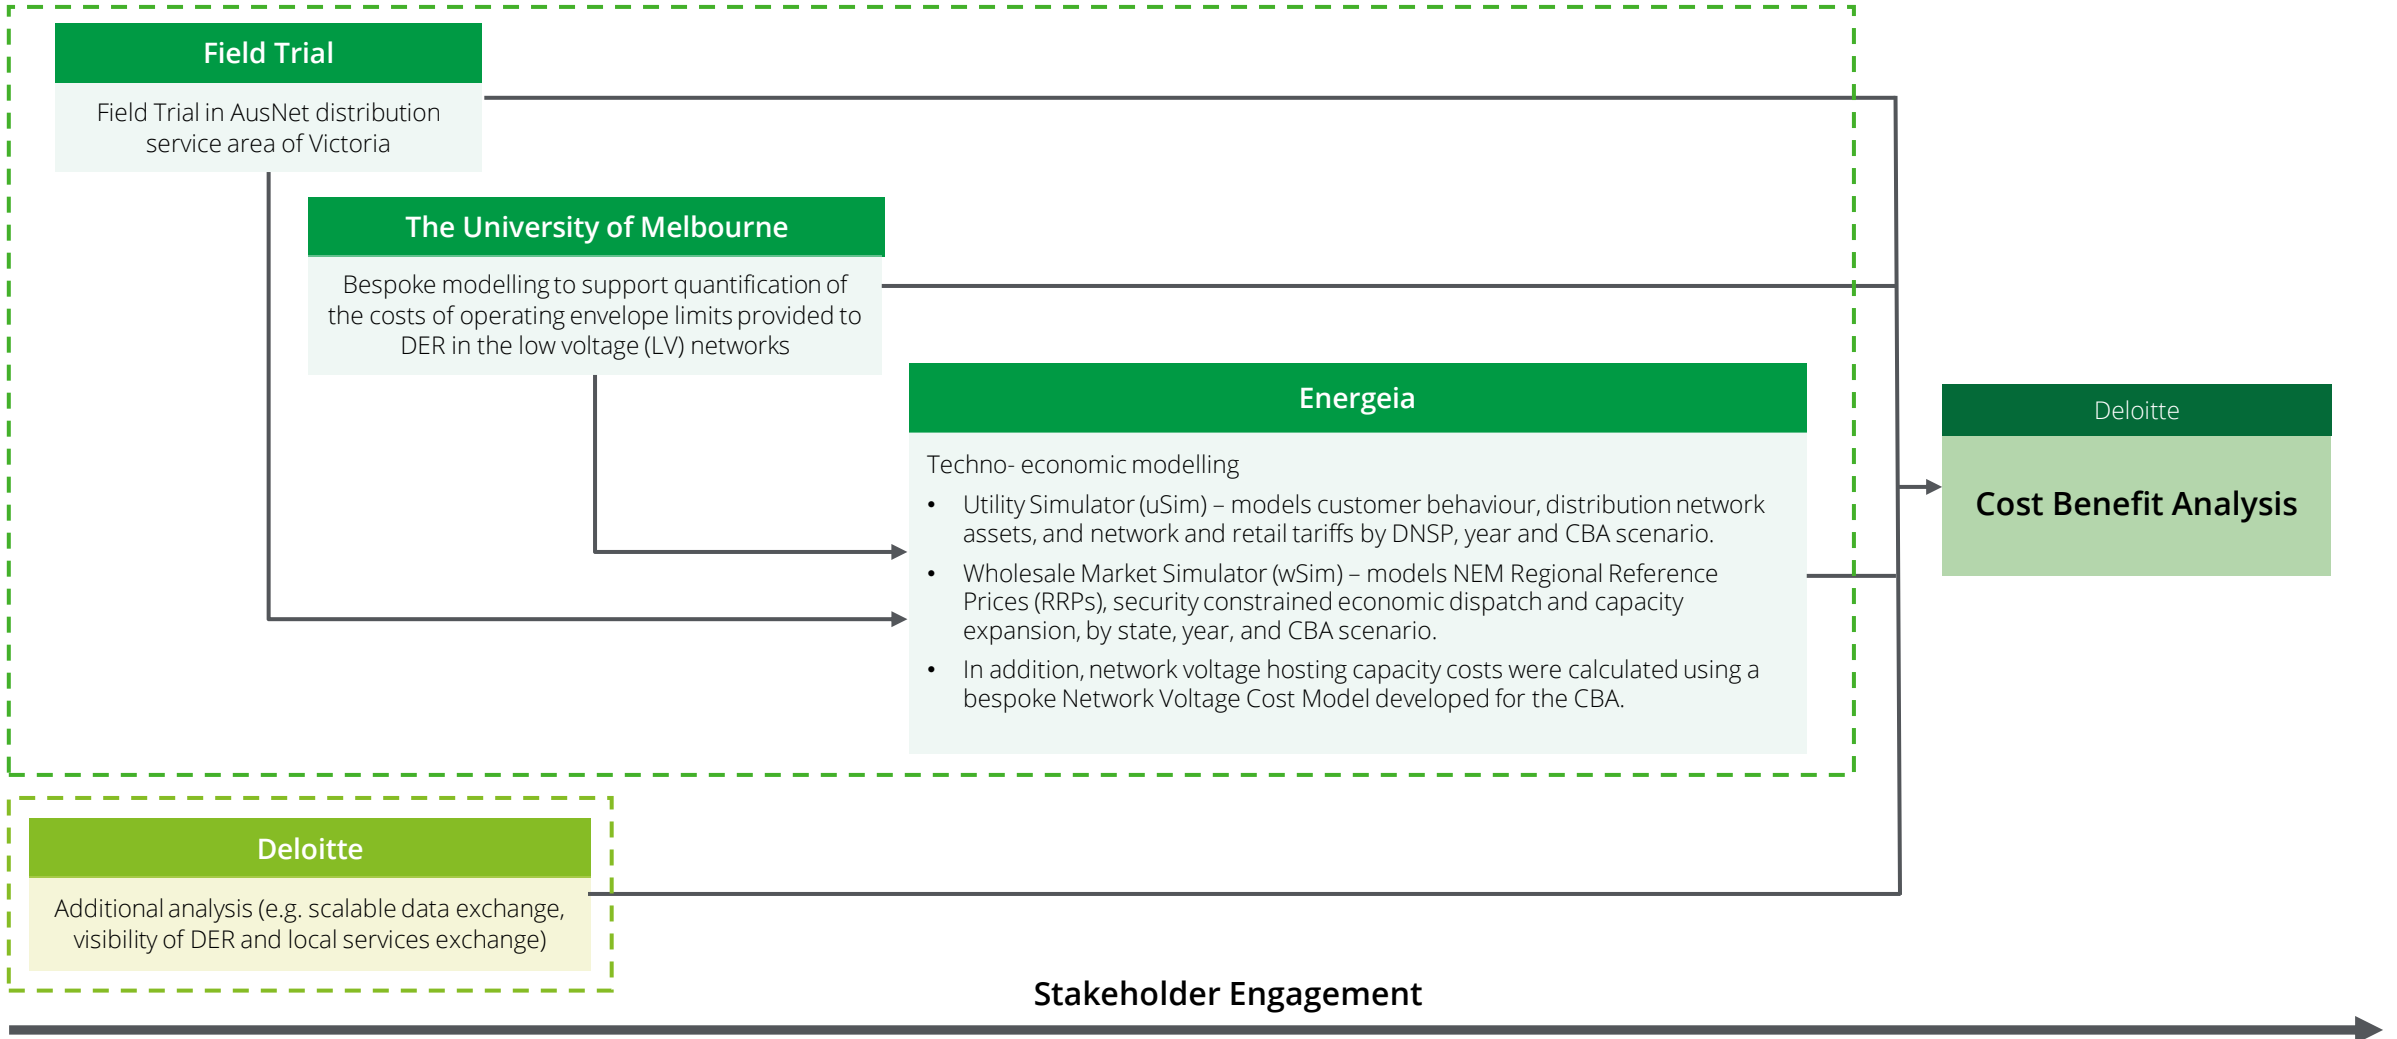 Field Trial
Field Trial in AusNet distribution
service area of Victoria
The University of Melbourne
Bespoke modelling to support quantification of
the costs of operating envelope limits provided to
DER in the low voltage (LV) networks
Energeia
Techno- economic modelling
• Utility Simulator (uSim) – models customer behaviour, distribution network
assets, and network and retail tariffs by DNSP, year and CBA scenario.
• Wholesale Market Simulator (wSim) – models NEM Regional Reference
Prices (RRPs), security constrained economic dispatch and capacity
expansion, by state, year, and CBA scenario.
• In addition, network voltage hosting capacity costs were calculated using a
bespoke Network Voltage Cost Model developed for the CBA.
Deloitte
Cost Benefit Analysis
Deloitte
Additional analysis (e.g. scalable data exchange,
visibility of DER and local services exchange)
Stakeholder Engagement